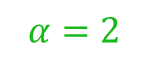 α = 2